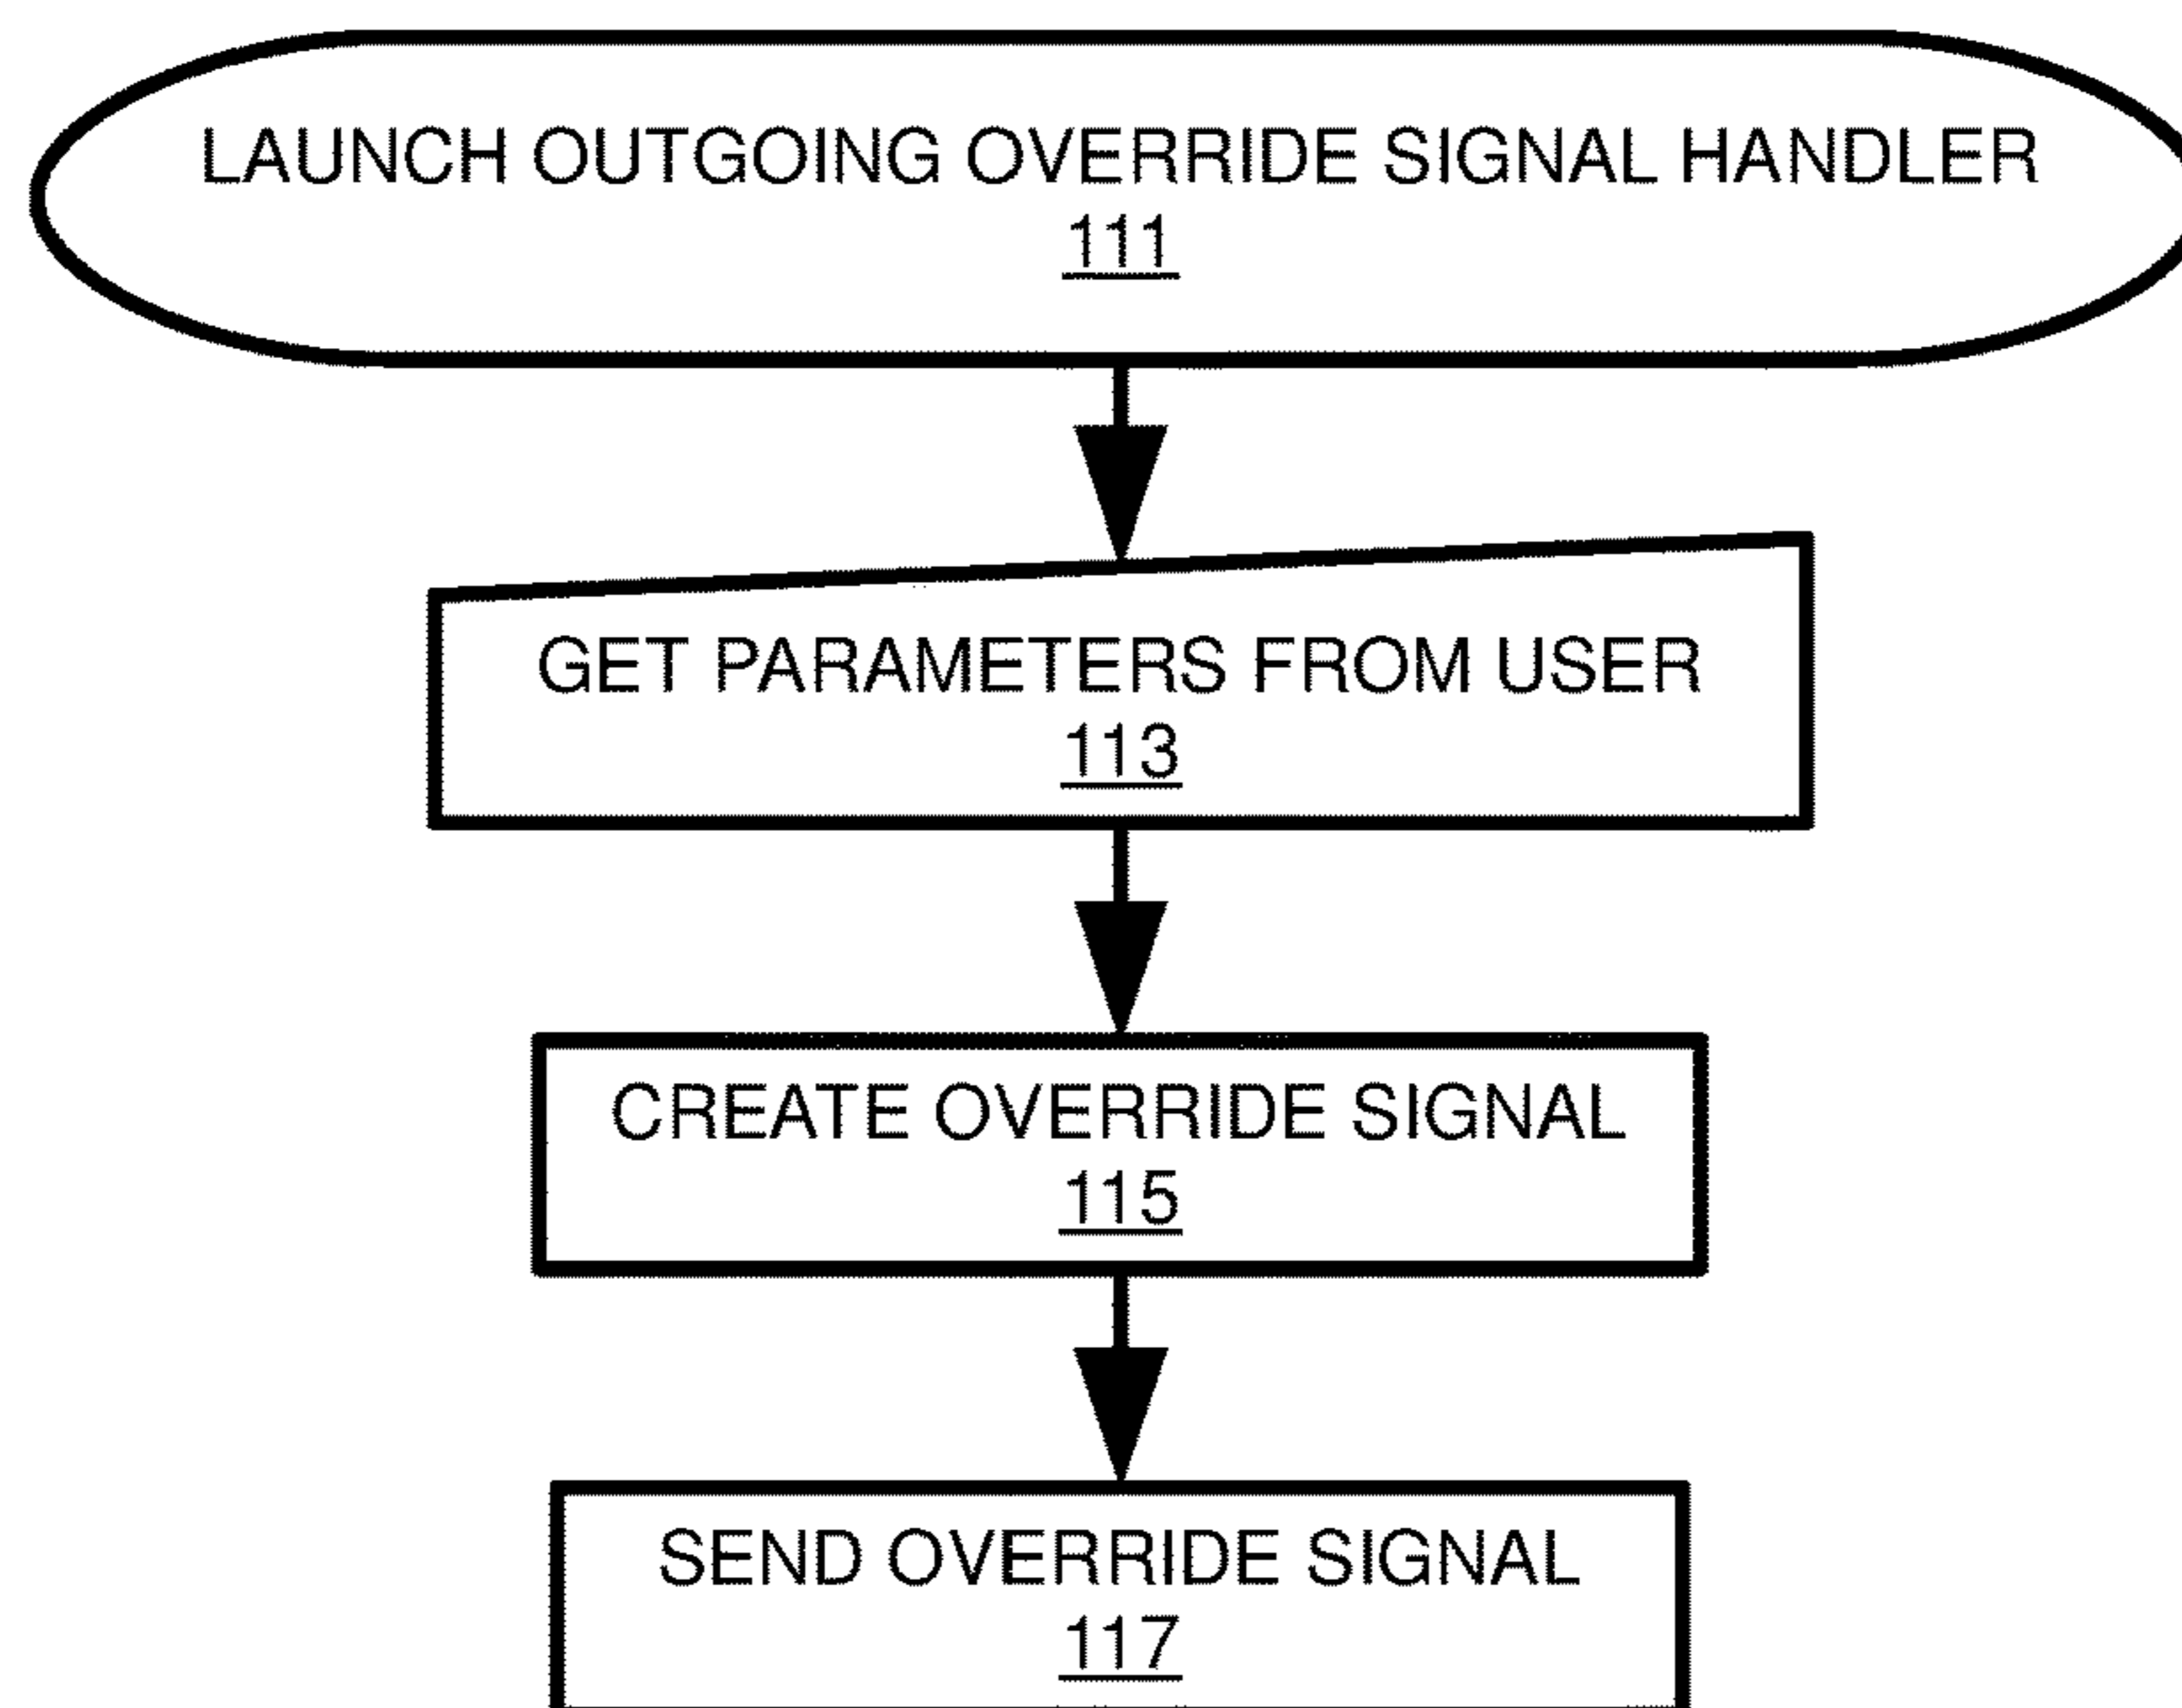 LAUNCH OUTGOING OVERRIDE SIGNAL HANDLER
111
GET PARAMETERS FROM USER
113
CREATE OVERRIDE SIGNAL
115
SEND OVERRIDE SIGNAL
117